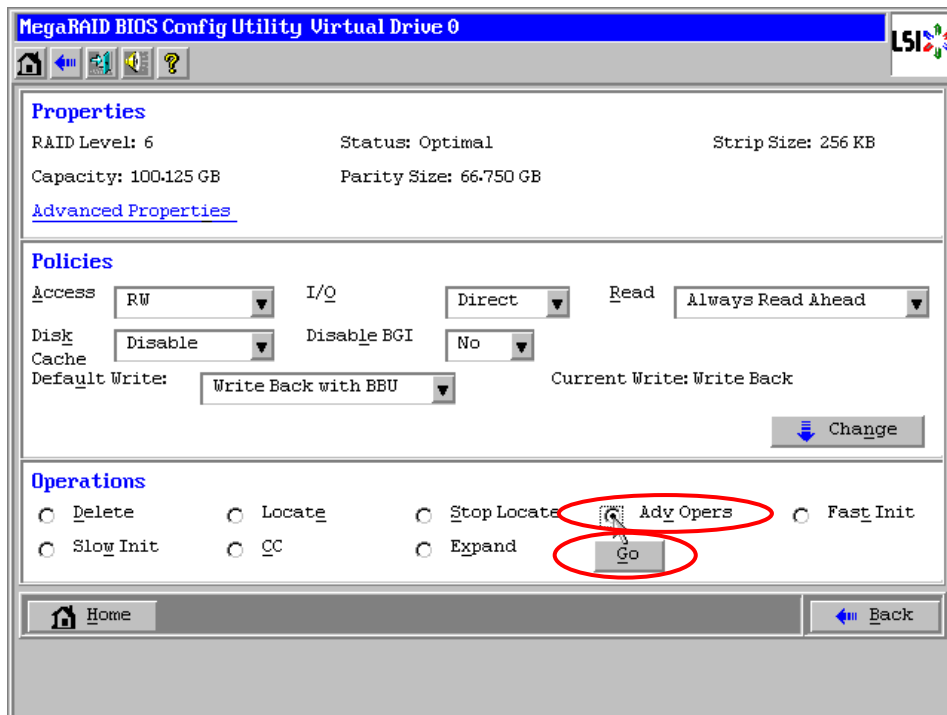 MegaRAID BIOS Config Utility Virtual Drive 0
LSI
?
Properties
RAID Level: 6 Status: Optimal Strip Size: 256 KB
Capacity: 100.125 GB Parity Size: 66.750 GB
Advanced Properties
Policies
Access RW I/O Direct Read Always Read Ahead
Disk Cache Disable Disable BGI No
Default Write: Write Back with BBU Current Write: Write Back
Change
Operations
Delete Locate Stop Locate Adv Opers Fast Init
Slow Init CC Expand Go
Home Back